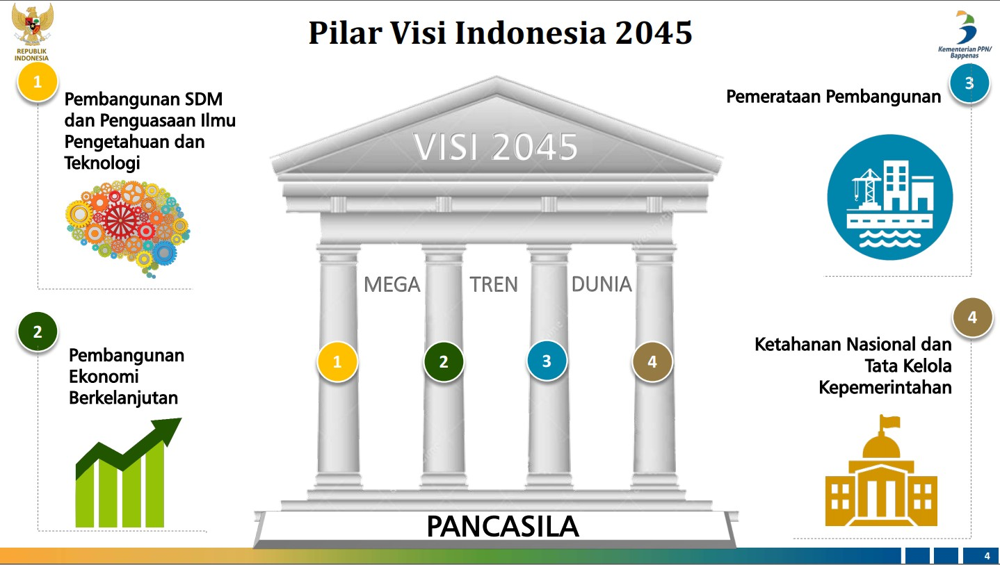 Pilar Visi Indonesia 2045
REPUBLIK
INDONESIA
Kementerian PPN/
Bappenas
1
Pembangunan SDM
dan Penguasaan Ilmu
Pengetahuan dan
Teknologi
2
Pembangunan
Ekonomi
Berkelanjutan
VISI 2045
MEGA TREN DUNIA
1 2 3 4
PANCASILA
3
Pemerataan Pembangunan
4
Ketahanan Nasional dan
Tata Kelola
Kepemerintahan
4